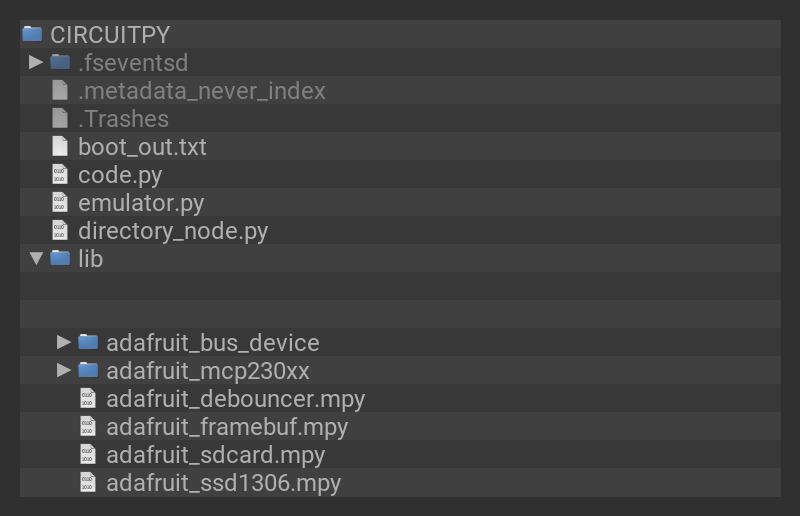 CIRCUITPY
.fseventsd
.metadata_never_index
.Trashes
boot_out.txt
code.py
emulator.py
directory_node.py
lib
adafruit_bus_device
adafruit_mcp230xx
adafruit_debouncer.mpy
adafruit_framebuf.mpy
adafruit_sdcard.mpy
adafruit_ssd1306.mpy